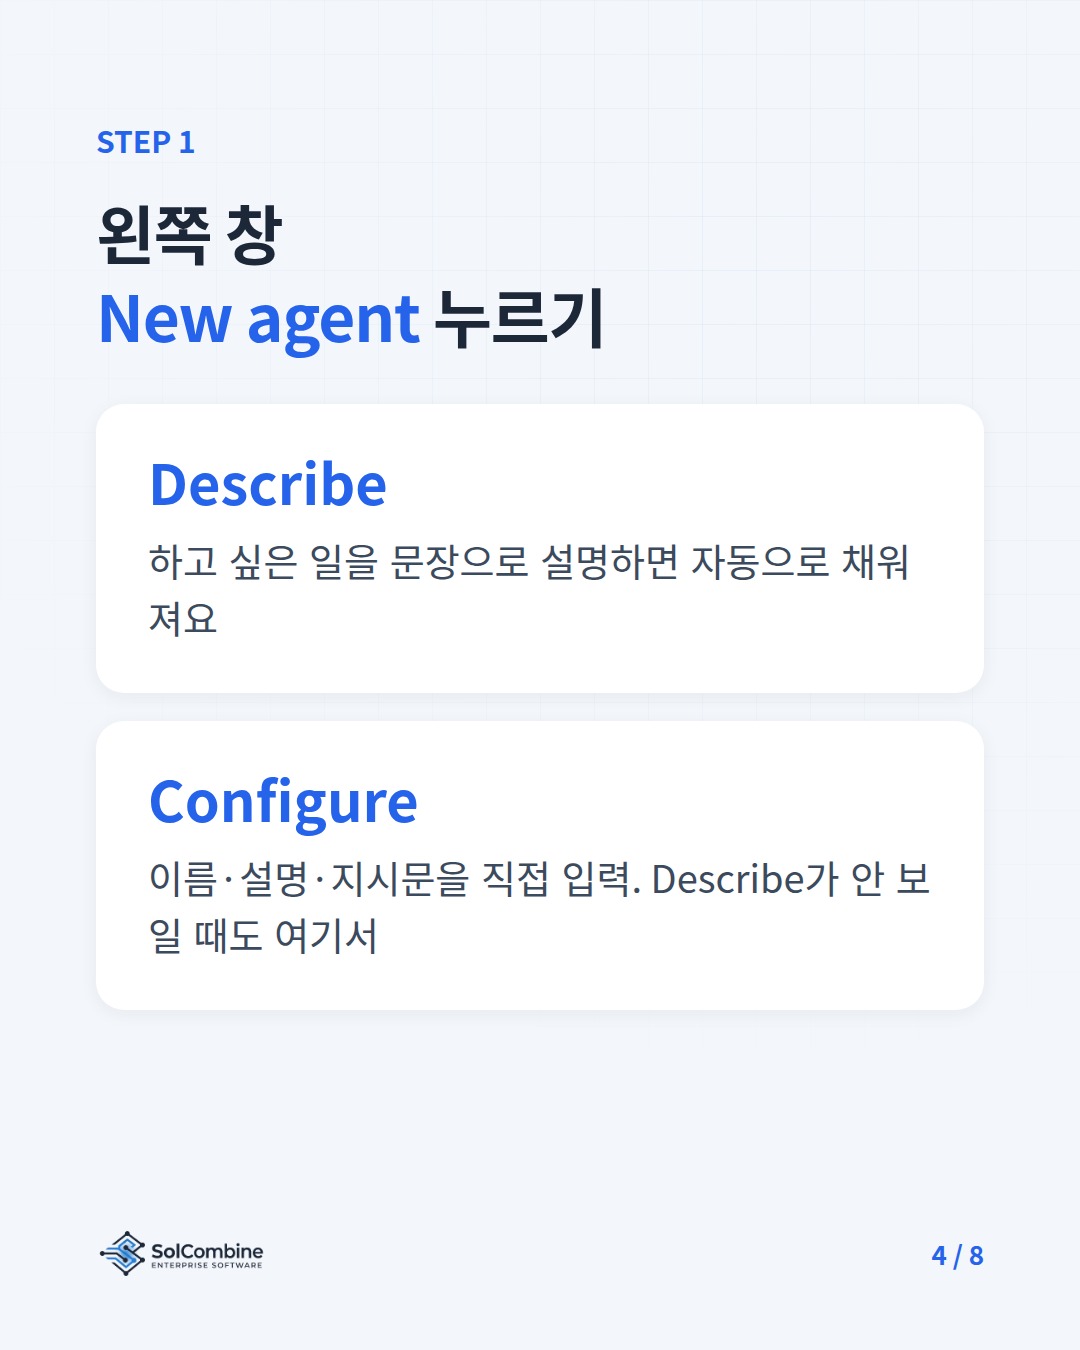 STEP 1
왼쪽 창
New agent 누르기
Describe
하고 싶은 일을 문장으로 설명하면 자동으로 채워
져요
Configure
이름·설명·지시문을 직접 입력. Describe가 안 보
일 때도 여기서
SolCombine
ENTERPRISE SOFTWARE
4 / 8